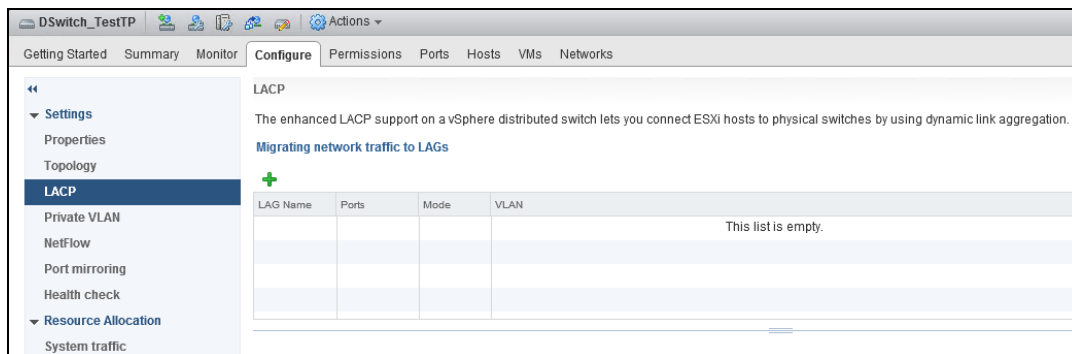 DSwitch_TestTP Actions
Getting Started Summary Monitor Configure Permissions Ports Hosts VMs Networks
Settings
Properties
Topology
LACP
Private VLAN
NetFlow
Port mirroring
Health check
Resource Allocation
System traffic
LACP
The enhanced LACP support on a vSphere distributed switch lets you connect ESXi hosts to physical switches by using dynamic link aggregation.
Migrating network traffic to LAGs
LAG Name Ports Mode VLAN
This list is empty.